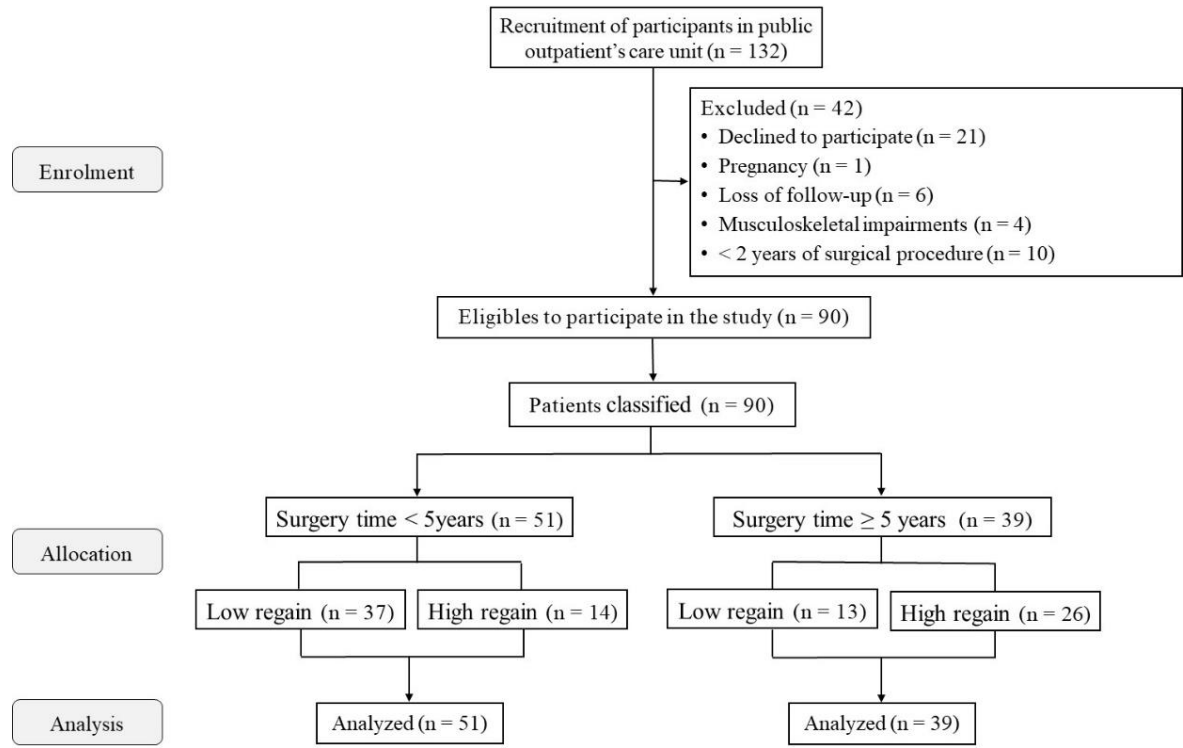 Recruitment of participants in public
outpatient's care unit (n = 132)
Excluded (n = 42)
• Declined to participate (n = 21)
• Pregnancy (n = 1)
• Loss of follow-up (n = 6)
• Musculoskeletal impairments (n = 4)
• < 2 years of surgical procedure (n = 10)
Enrolment
Eligibles to participate in the study (n = 90)
Patients classified (n = 90)
Surgery time < 5years (n = 51)
Surgery time ≥ 5 years (n = 39)
Allocation
Low regain (n = 37)
High regain (n = 14)
Low regain (n = 13)
High regain (n = 26)
Analysis
Analyzed (n = 51)
Analyzed (n = 39)